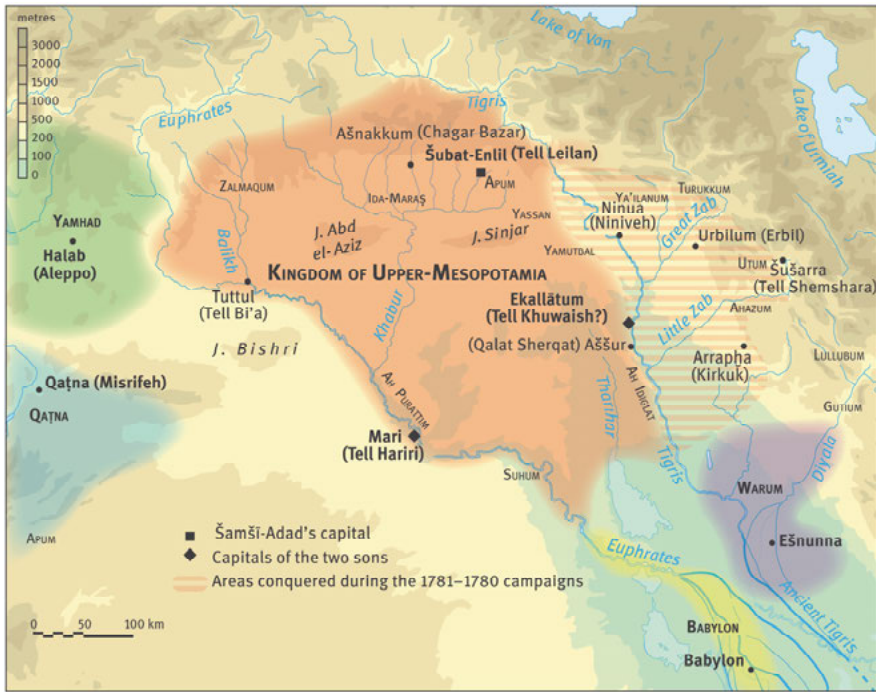 metres
3000
2000
1500
1000
500
200
100
0
Lake of Van
Lake of Urmiah
Euphrates
Tigris
Ašnakkum (Chagar Bazar)
Šubat-Enlil (Tell Leilan)
Apum
Zalmaqum
Ida-Maraṣ
Yassan
Ya'ilanum
Turukkum
Ninua
(Niniveh)
Great Zab
Urbilum (Erbil)
Utum
Šušarra
(Tell Shemshara)
Yamhad
Halab
(Aleppo)
Balikh
J. Abd
el-Aziz
J. Sinjar
Yamutbal
Kingdom of Upper-Mesopotamia
Tuttul
(Tell Bi'a)
Khabur
Ekallātum
(Tell Khuwaish?)
(Qalat Sherqat) Aššur
Little Zab
Ahazum
Arrapḫa
(Kirkuk)
Lullubum
Gutium
J. Bishri
Qaṭna (Misrifeh)
Qaṭna
Ah Purattim
Mari
(Tell Hariri)
Tharthar
Ah Idiglat
Tigris
Suhum
Warum
Diyala
Ešnunna
Apum
Šamšī-Adad's capital
Capitals of the two sons
Areas conquered during the 1781–1780 campaigns
Euphrates
Ancient Tigris
0 50 100 km
Babylon
Babylon